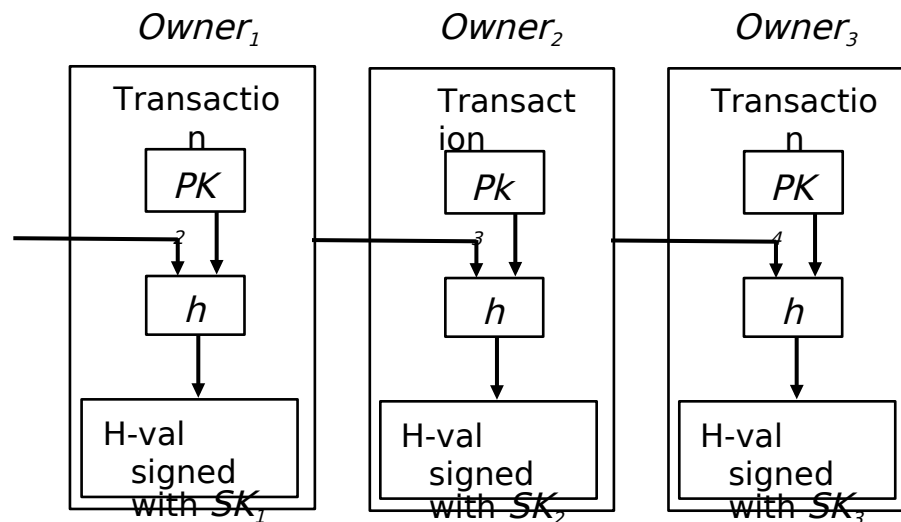 Owner1 Owner2 Owner3
Transactio
n
PK
2
h
H-val
signed
with SK1
Transact
ion
Pk
3
h
H-val
signed
with SK2
Transactio
n
PK
4
h
H-val
signed
with SK3